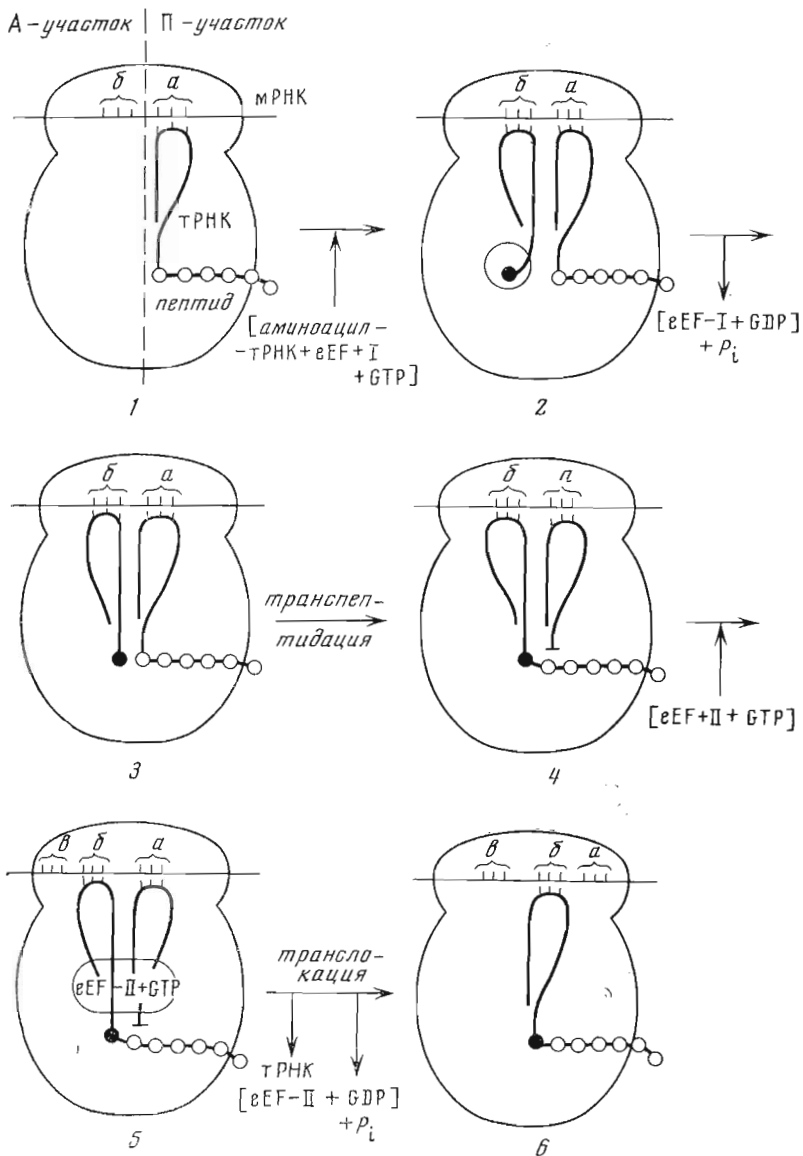 А-участок | П-участок
б а
мРНК
тРНК
пептид
[аминоацил-
-тРНК+eEF+I
+GTP]
1
б а
[eEF-I+GDP]
+Pi
2
б а
транспеп-
тидация
3
б п
[eEF+II+GTP]
4
в б а
eEF-II+GTP
трансло-
кация
тРНК
[eEF-II+GDP]
+Pi
5
в б а
6